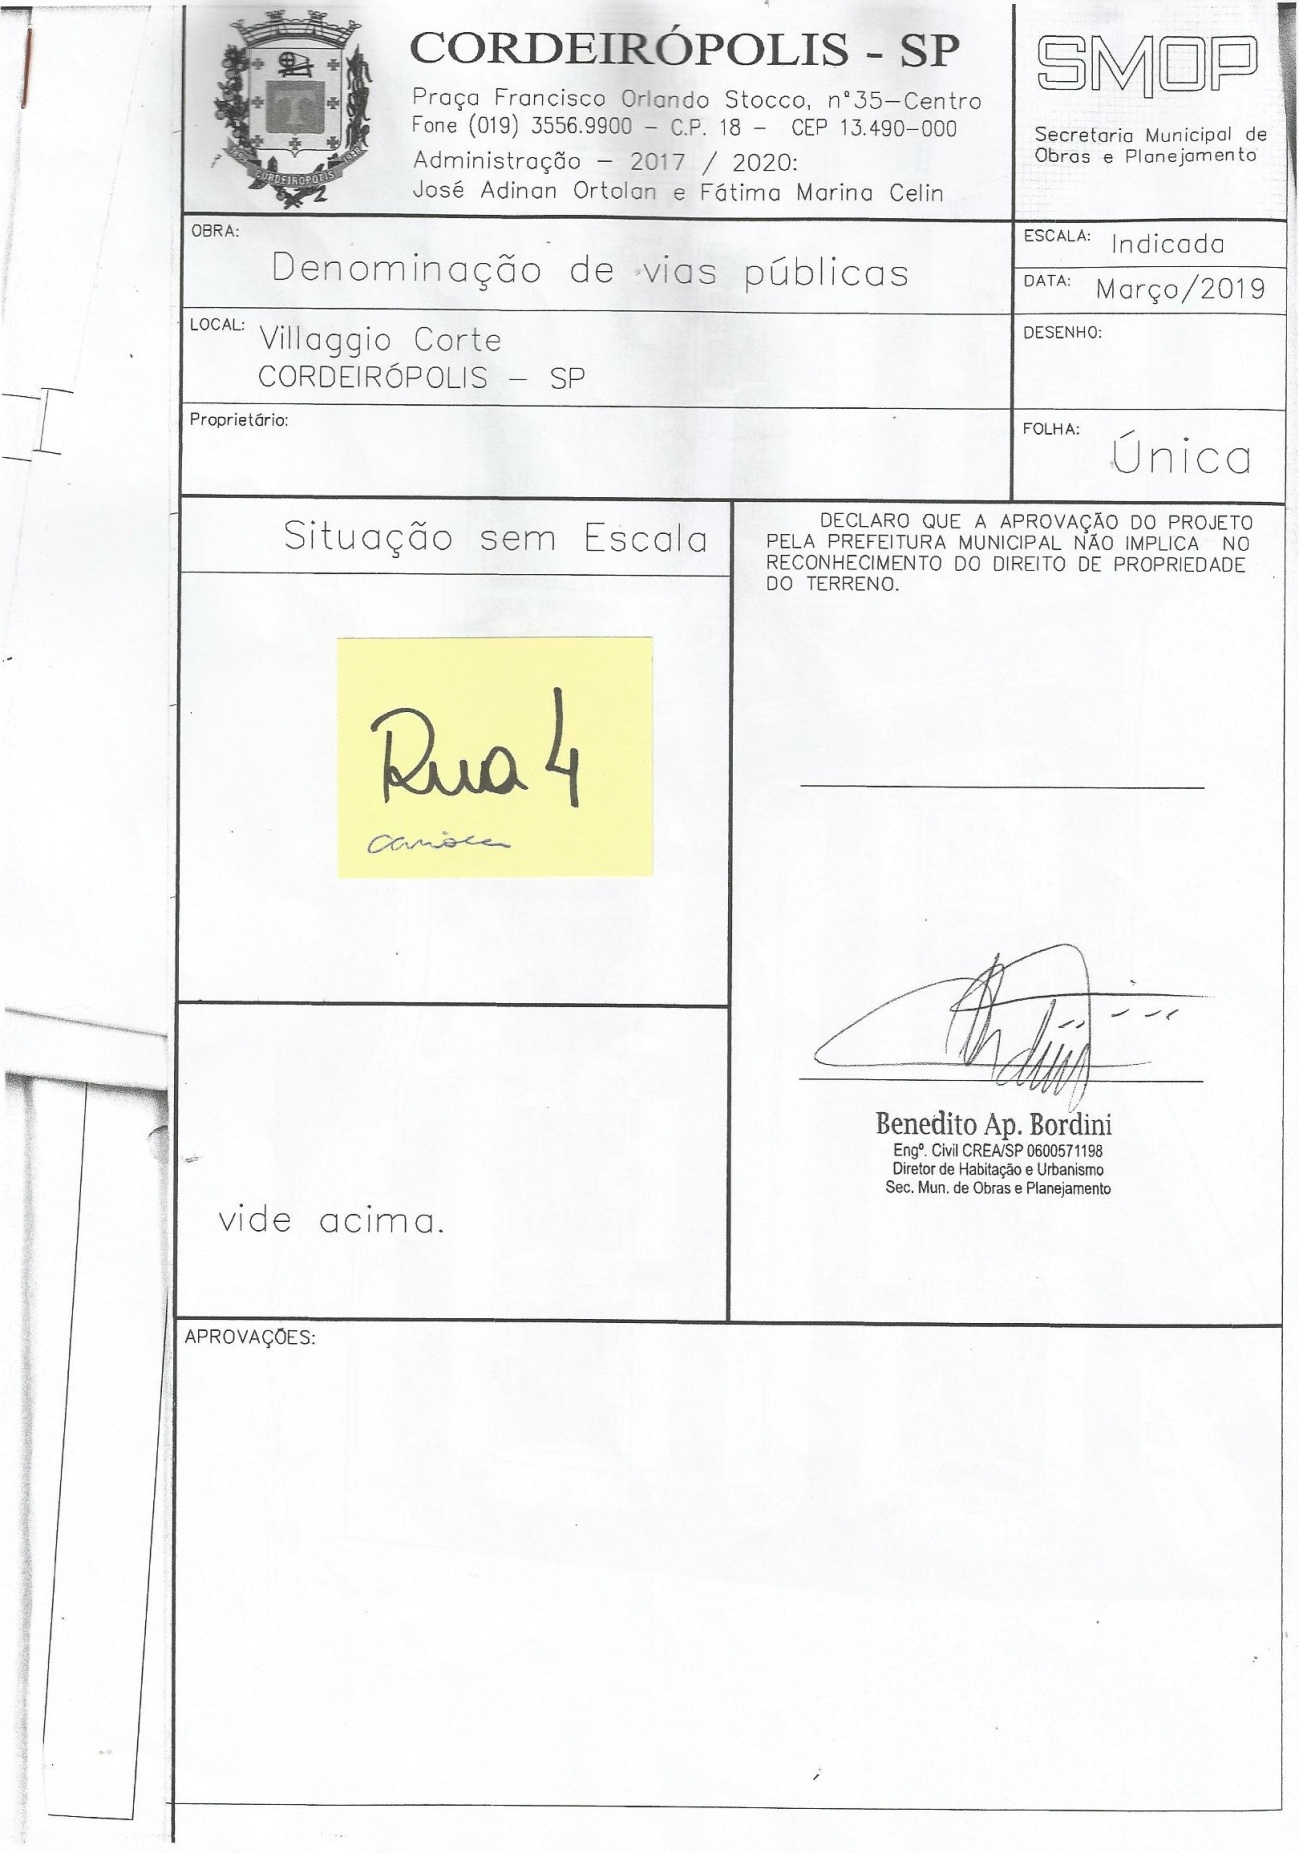 CORDEIRÓPOLIS
CORDEIRÓPOLIS - SP
Praça Francisco Orlando Stocco, n°35-Centro
Fone (019) 3556.9900 - C.P. 18 - CEP 13.490-000
Administração - 2017 / 2020:
José Adinan Ortolan e Fátima Marina Celin
SMOP
Secretaria Municipal de
Obras e Planejamento
OBRA:
Denominação de vias públicas
ESCALA: Indicada
DATA: Março/2019
LOCAL: Villaggio Corte
CORDEIRÓPOLIS - SP
DESENHO:
Proprietário:
FOLHA:
Única
Situação sem Escala
Rua 4
carioca
DECLARO QUE A APROVAÇÃO DO PROJETO
PELA PREFEITURA MUNICIPAL NÃO IMPLICA NO
RECONHECIMENTO DO DIREITO DE PROPRIEDADE
DO TERRENO.
Benedito Ap. Bordini
Engº. Civil CREA/SP 0600571198
Diretor de Habitação e Urbanismo
Sec. Mun. de Obras e Planejamento
vide acima.
APROVAÇÕES: